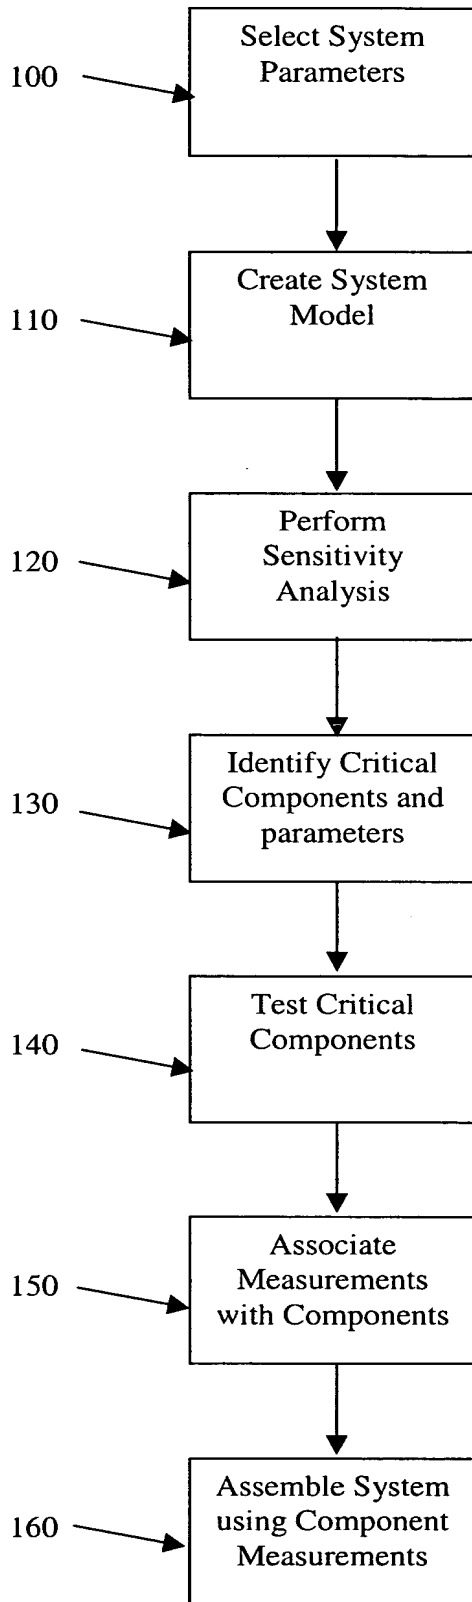 Select System
Parameters
100
Create System
Model
110
Perform
Sensitivity
Analysis
120
Identify Critical
Components and
parameters
130
Test Critical
Components
140
Associate
Measurements
with Components
150
Assemble System
using Component
Measurements
160